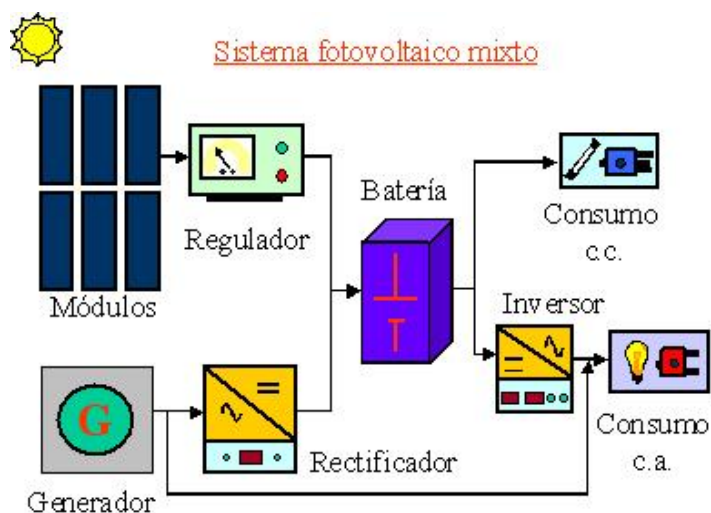 Sistema fotovoltaico mixto
Batería
Regulador
Consumo
c.c.
Módulos
Inversor
G
Rectificador
Consumo
c.a.
Generador